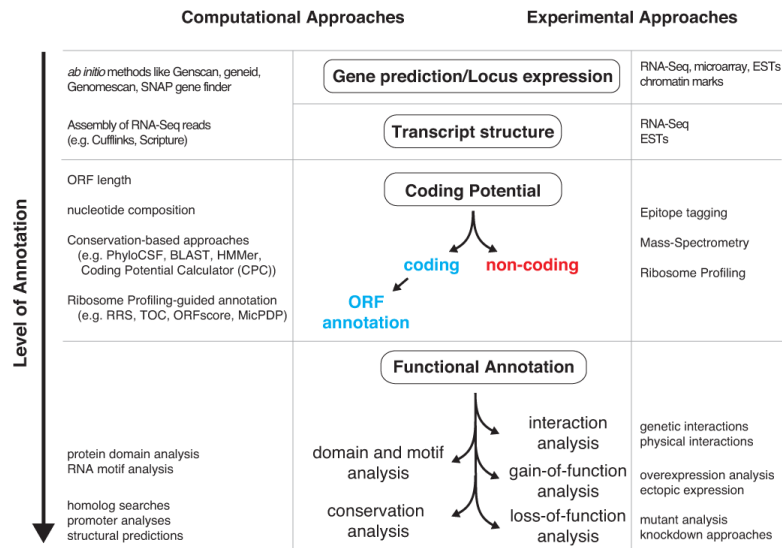 Computational Approaches
Experimental Approaches
Level of Annotation
ab initio methods like Genscan, geneid,
Genomescan, SNAP gene finder
Gene prediction/Locus expression
RNA-Seq, microarray, ESTs
chromatin marks
Assembly of RNA-Seq reads
(e.g. Cufflinks, Scripture)
Transcript structure
RNA-Seq
ESTs
ORF length
nucleotide composition
Conservation-based approaches
(e.g. PhyloCSF, BLAST, HMMer,
Coding Potential Calculator (CPC))
Ribosome Profiling-guided annotation
(e.g. RRS, TOC, ORFscore, MicPDP)
Coding Potential
coding
non-coding
ORF
annotation
Epitope tagging
Mass-Spectrometry
Ribosome Profiling
Functional Annotation
protein domain analysis
RNA motif analysis
domain and motif
analysis
interaction
analysis
genetic interactions
physical interactions
gain-of-function
analysis
overexpression analysis
ectopic expression
homolog searches
promoter analyses
structural predictions
conservation
analysis
loss-of-function
analysis
mutant analysis
knockdown approaches